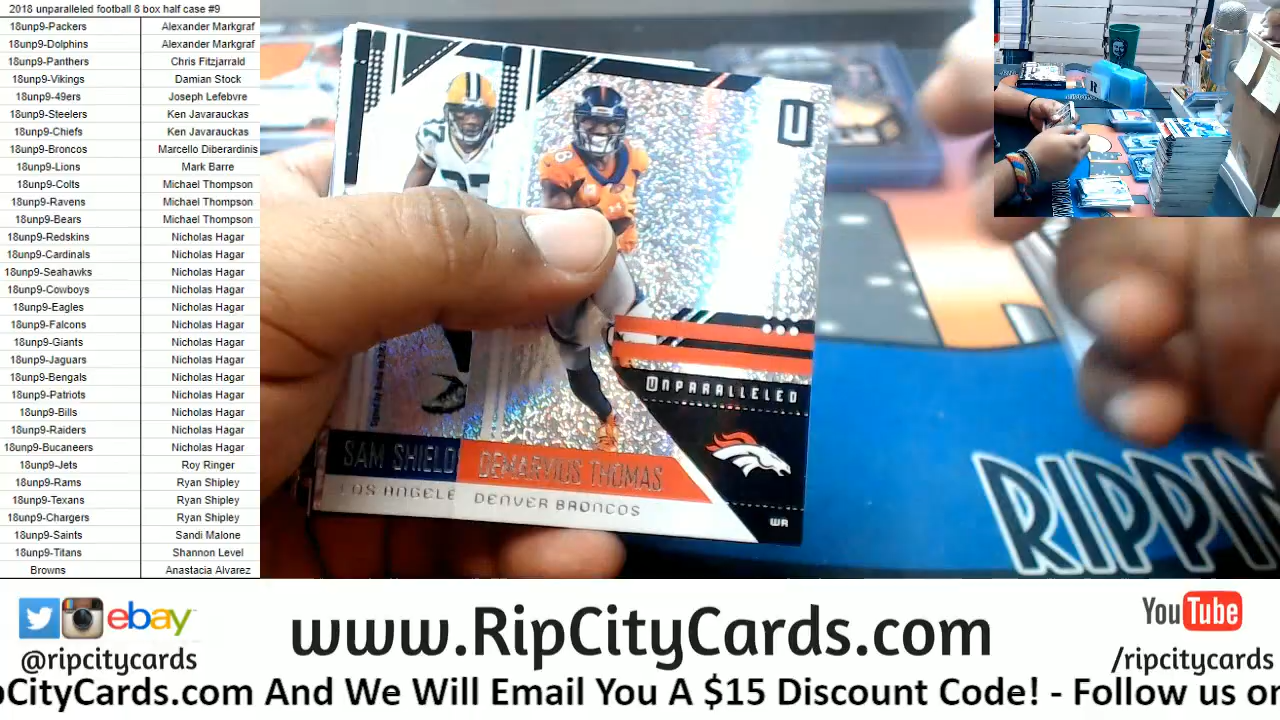 2018 unparalleled football 8 box half case #9
18unp9-Packers Alexander Markgraf
18unp9-Dolphins Alexander Markgraf
18unp9-Panthers Chris Fitzjarrald
18unp9-Vikings Damian Stock
18unp9-49ers Joseph Lefebvre
18unp9-Steelers Ken Javarauckas
18unp9-Chiefs Ken Javarauckas
18unp9-Broncos Marcello Diberardinis
18unp9-Lions Mark Barre
18unp9-Colts Michael Thompson
18unp9-Ravens Michael Thompson
18unp9-Bears Michael Thompson
18unp9-Redskins Nicholas Hagar
18unp9-Cardinals Nicholas Hagar
18unp9-Seahawks Nicholas Hagar
18unp9-Cowboys Nicholas Hagar
18unp9-Eagles Nicholas Hagar
18unp9-Falcons Nicholas Hagar
18unp9-Giants Nicholas Hagar
18unp9-Jaguars Nicholas Hagar
18unp9-Bengals Nicholas Hagar
18unp9-Patriots Nicholas Hagar
18unp9-Bills Nicholas Hagar
18unp9-Raiders Nicholas Hagar
18unp9-Bucaneers Nicholas Hagar
18unp9-Jets Roy Ringer
18unp9-Rams Ryan Shipley
18unp9-Texans Ryan Shipley
18unp9-Chargers Ryan Shipley
18unp9-Saints Sandi Malone
18unp9-Titans Shannon Level
Browns Anastacia Alvarez
U
UNPARALLELED
SAM SHIELD
LOS ANGELE
DEMARYIUS THOMAS
DENVER BRONCOS
WR
RIPPIN
ebay
@ripcitycards
www.RipCityCards.com
YouTube
/ripcitycards
pCityCards.com And We Will Email You A $15 Discount Code! - Follow us on